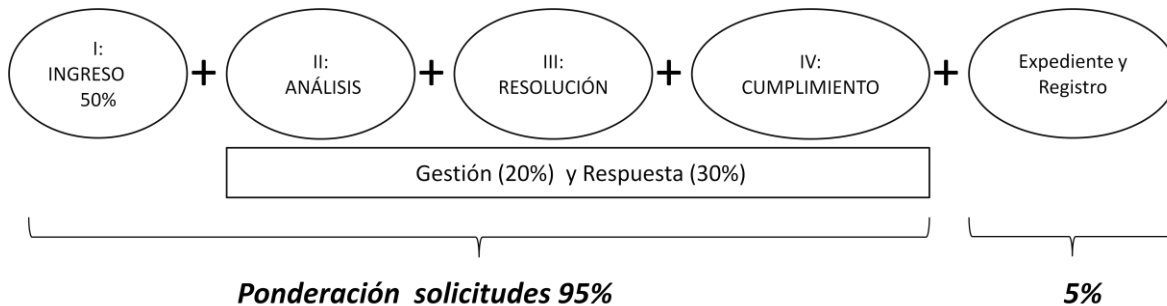 I:
INGRESO
50%
+
II:
ANÁLISIS
+
III:
RESOLUCIÓN
+
IV:
CUMPLIMIENTO
+
Expediente y
Registro
Gestión (20%) y Respuesta (30%)
Ponderación solicitudes 95%
5%